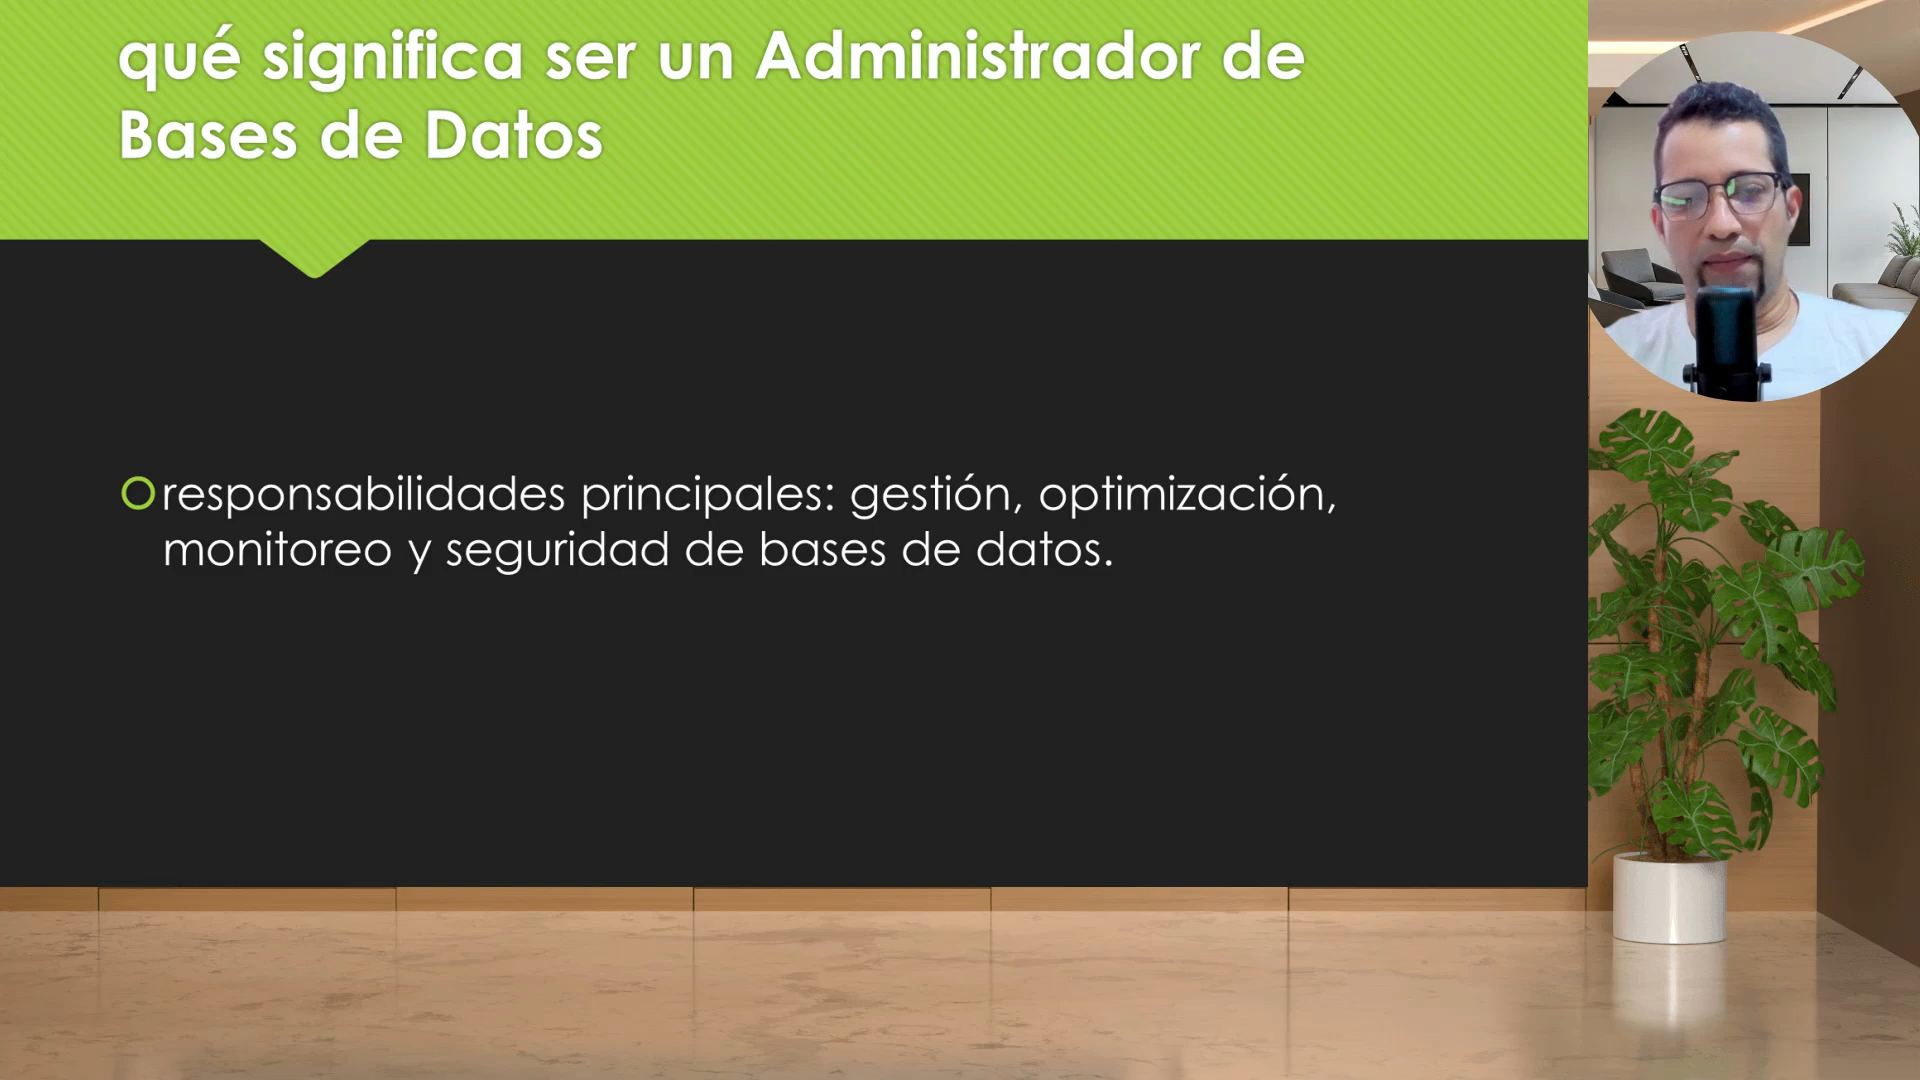 qué significa ser un Administrador de
Bases de Datos
responsabilidades principales: gestión, optimización,
monitoreo y seguridad de bases de datos.